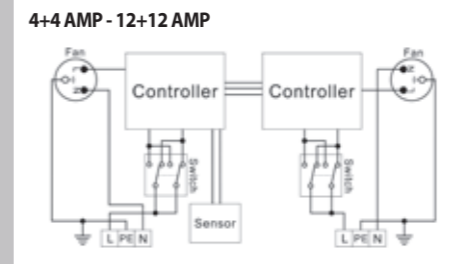 4+4 AMP - 12+12 AMP
Fan
Fan
L
N
N
L
Controller
Controller
Switch
Switch
Sensor
L PE N
L PE N